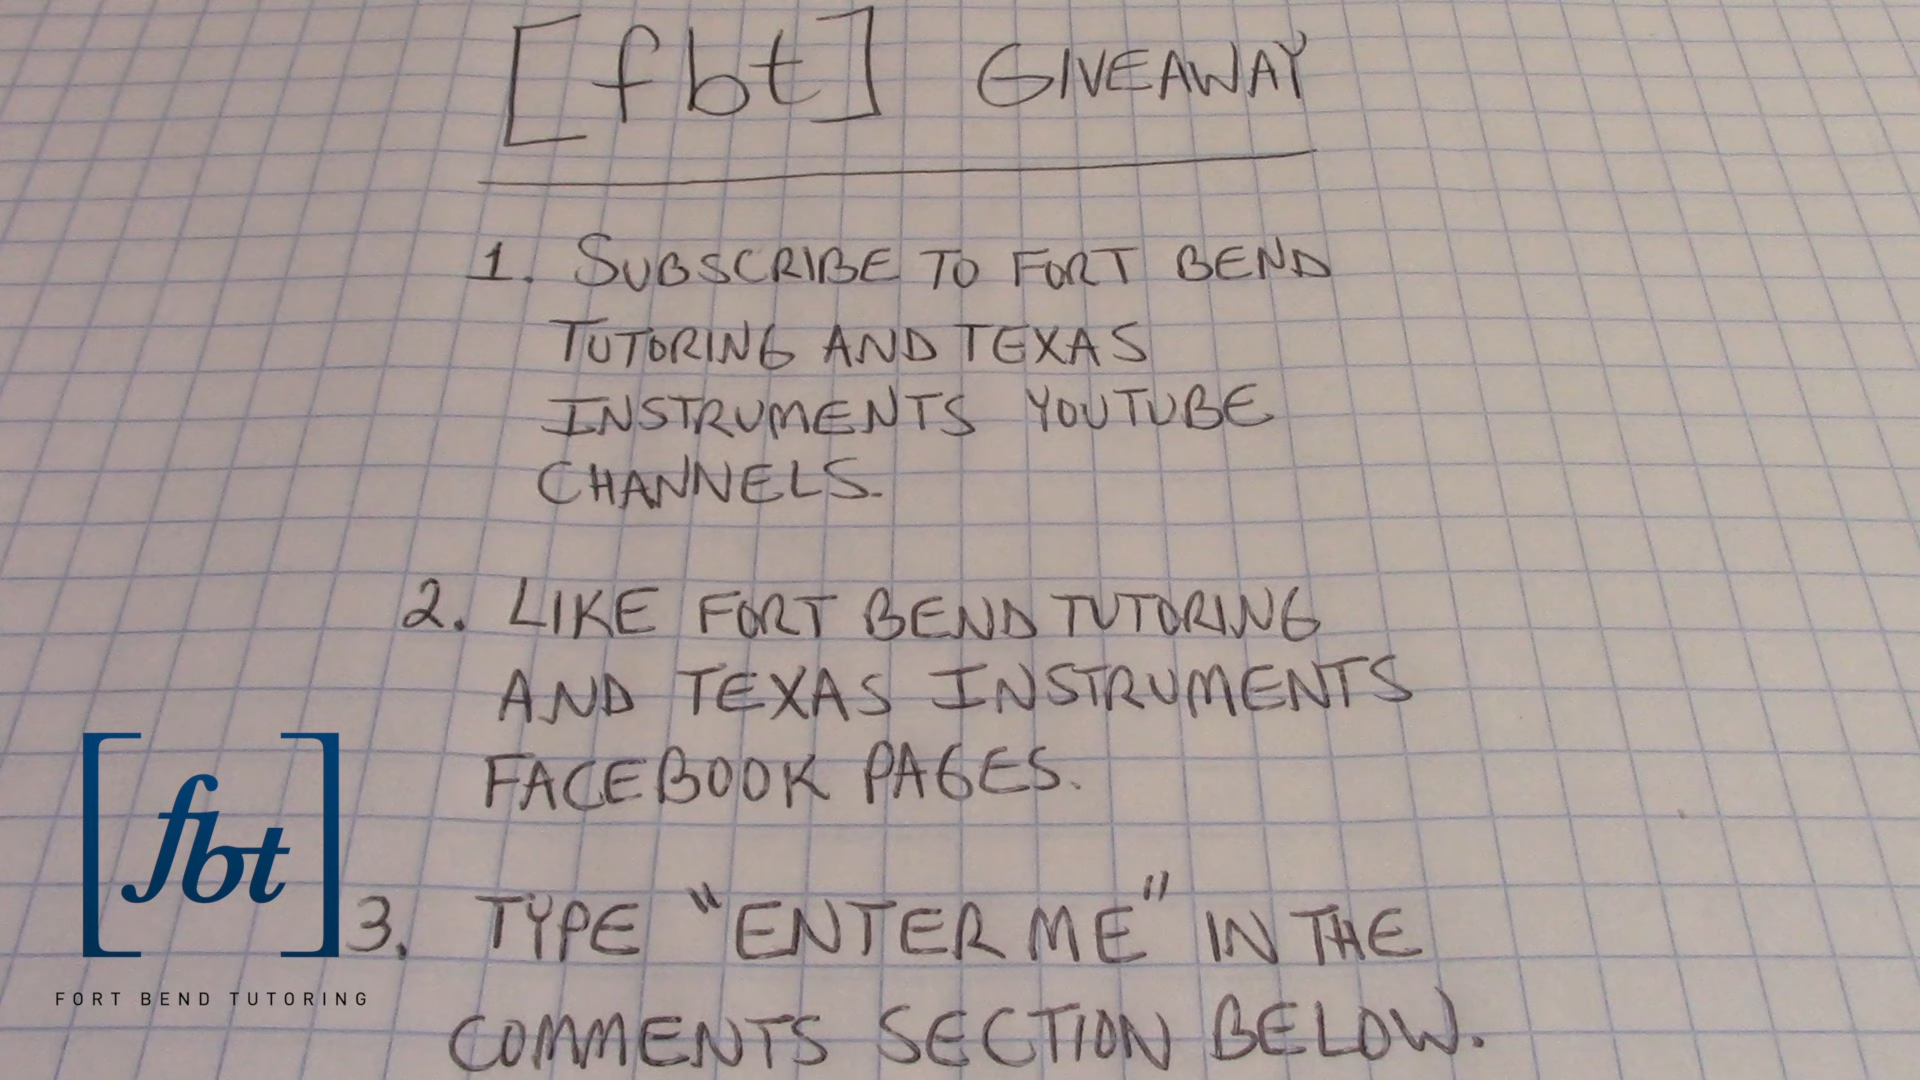 [fbt] GIVEAWAY
1. SUBSCRIBE TO FORT BEND
TUTORING AND TEXAS
INSTRUMENTS YOUTUBE
CHANNELS.
2. LIKE FORT BEND TUTORING
AND TEXAS INSTRUMENTS
FACEBOOK PAGES.
3. TYPE "ENTER ME" IN THE
COMMENTS SECTION BELOW.
[fbt]
FORT BEND TUTORING